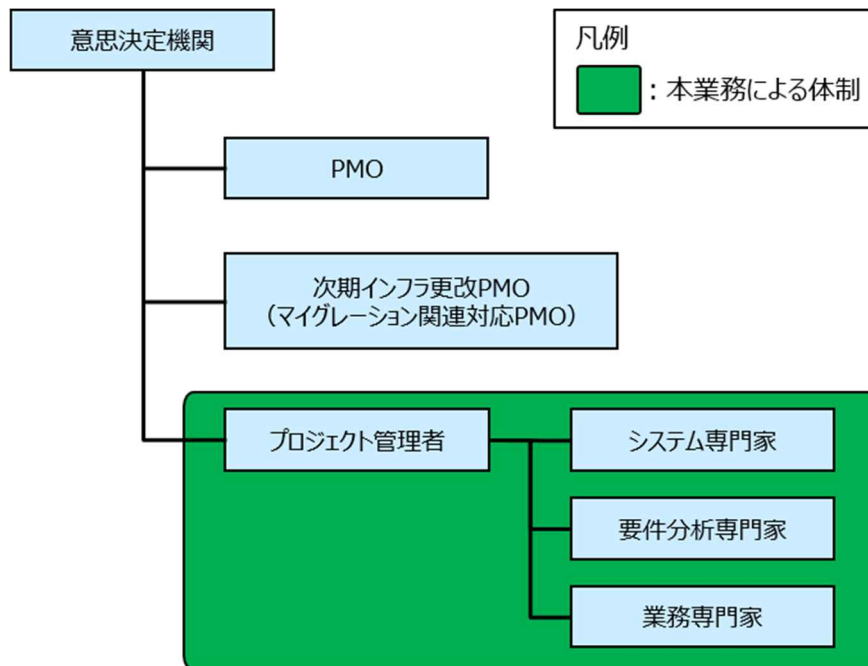 意思決定機関
凡例
：本業務による体制
PMO
次期インフラ更改PMO
（マイグレーション関連対応PMO）
プロジェクト管理者
システム専門家
要件分析専門家
業務専門家